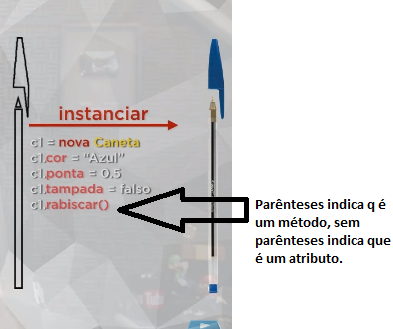 instanciar
c1 = nova Caneta
c1.cor = "Azul"
c1.ponta = 0.5
c1.tampada = falso
c1.rabiscar()
Parênteses indica q é
um método, sem
parênteses indica que
é um atributo.